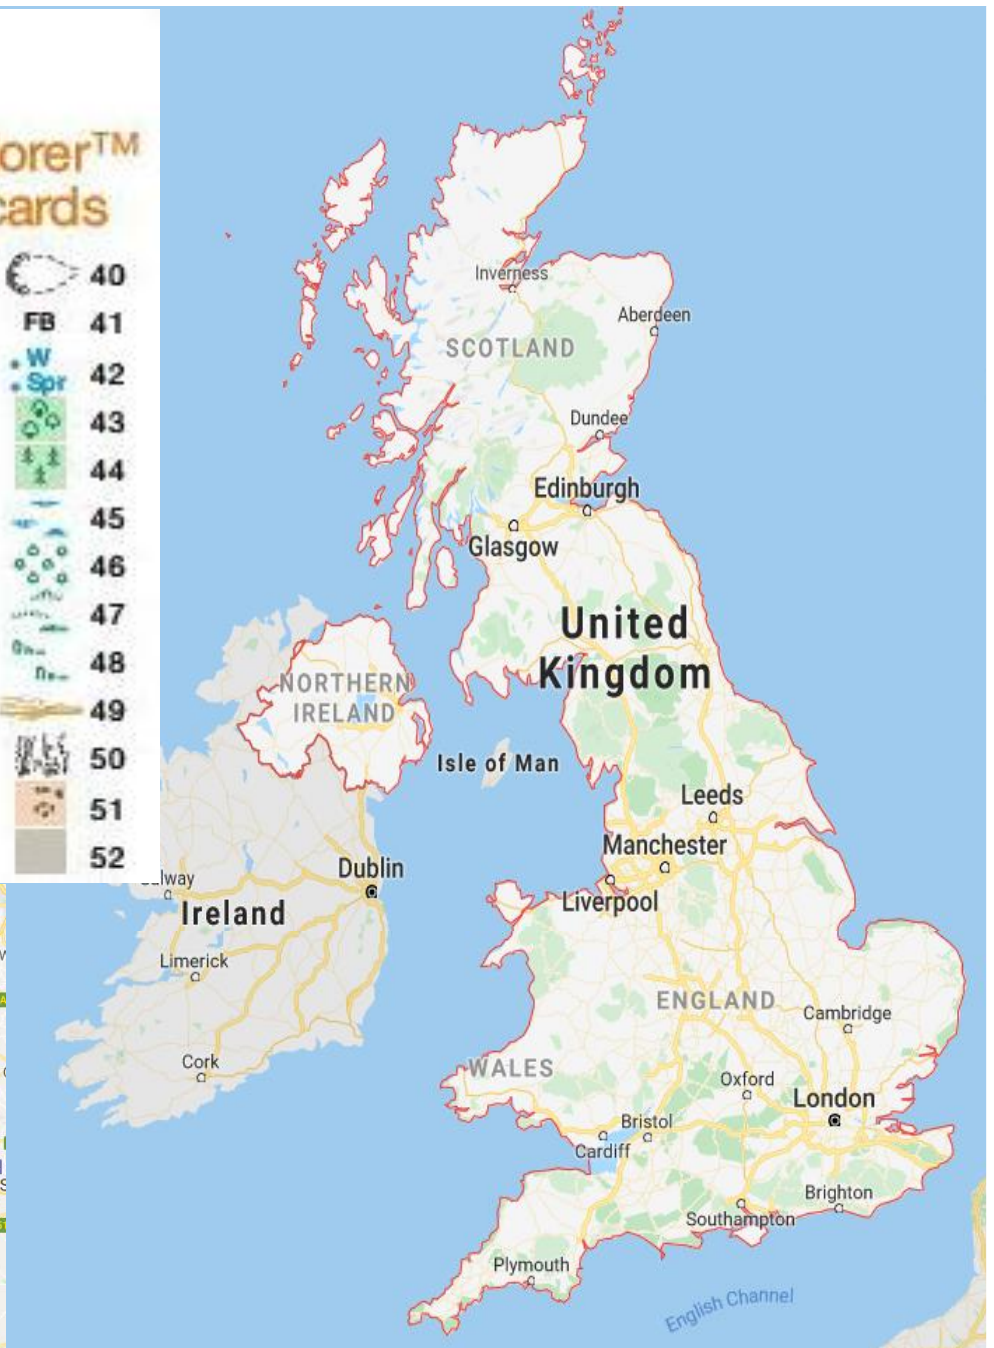 orer™
cards
40
FB 41
W
Spr 42
43
44
45
46
47
48
49
50
51
52
Inverness
Aberdeen
SCOTLAND
Dundee
Edinburgh
Glasgow
United
Kingdom
NORTHERN
IRELAND
Isle of Man
Leeds
Manchester
Liverpool
Dublin
Ireland
Limerick
Cork
ENGLAND
Cambridge
WALES
Oxford
London
Bristol
Cardiff
Brighton
Southampton
Plymouth
English Channel